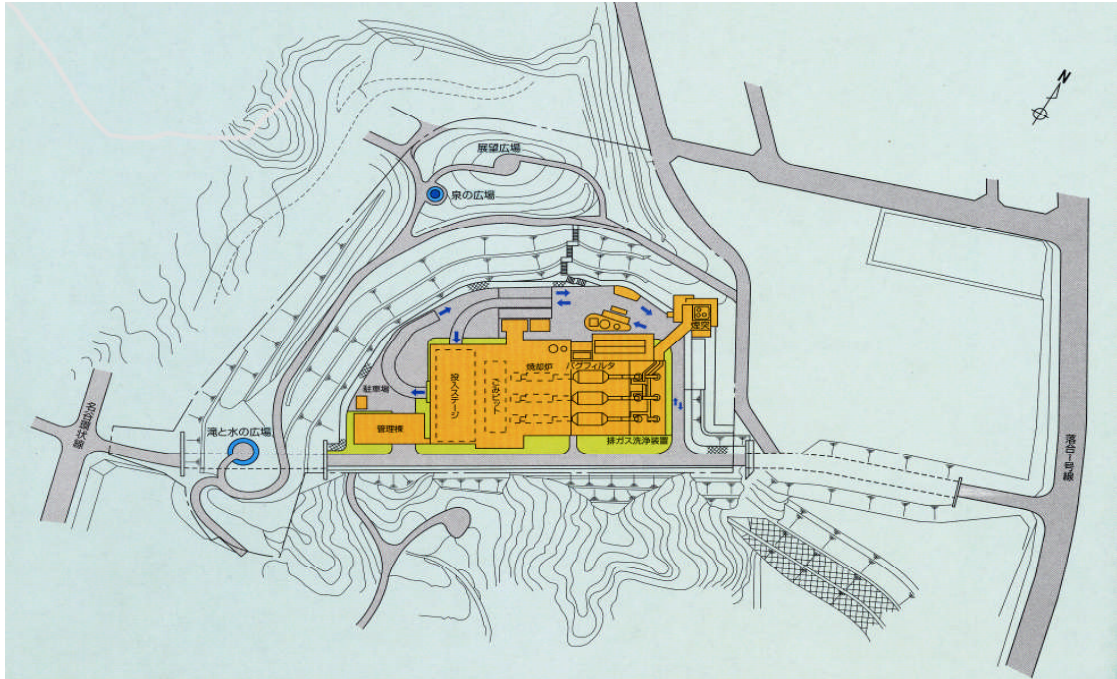 N
展望広場
泉の広場
煙突
焼却炉
バグフィルタ
投入ステージ
ごみピット
駐車場
管理棟
排ガス洗浄装置
滝と水の広場
名谷環状線
落合1号線